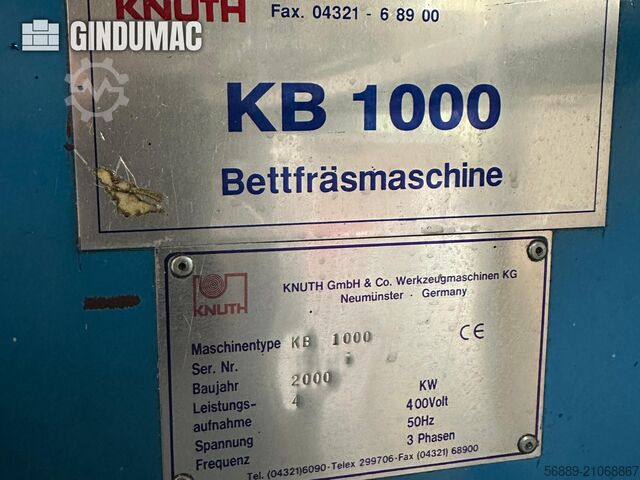 KNUTH
Fax. 04321 - 6 89 00
GINDUMAC
KB 1000
Bettfräsmaschine
KNUTH
KNUTH GmbH & Co. Werkzeugmaschinen KG
Neumünster · Germany
Maschinentype KB 1000
CE
Ser. Nr.
Baujahr 2000
Leistungs- 4 KW
aufnahme 400Volt
Spannung 50Hz
Frequenz 3 Phasen
Tel. (04321)6090-Telex 299706-Fax (04321) 68900
56889-21068867